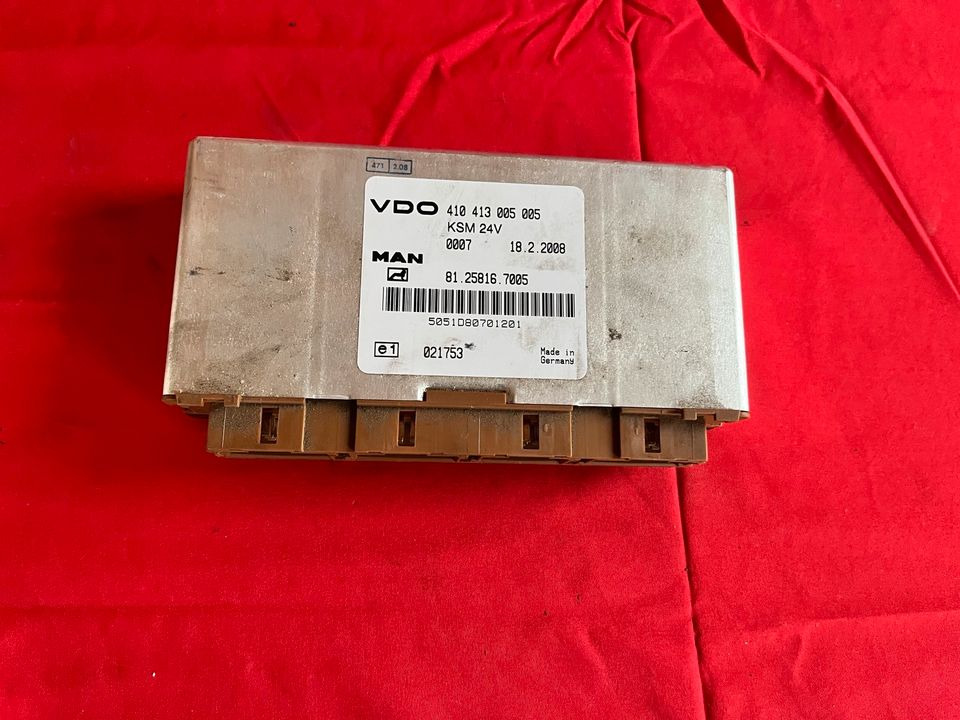 471 2.08
VDO 410 413 005 005
KSM 24V
0007 18.2.2008
MAN
81.25816.7005
5051D80701201
e1 021753 Made in
Germany